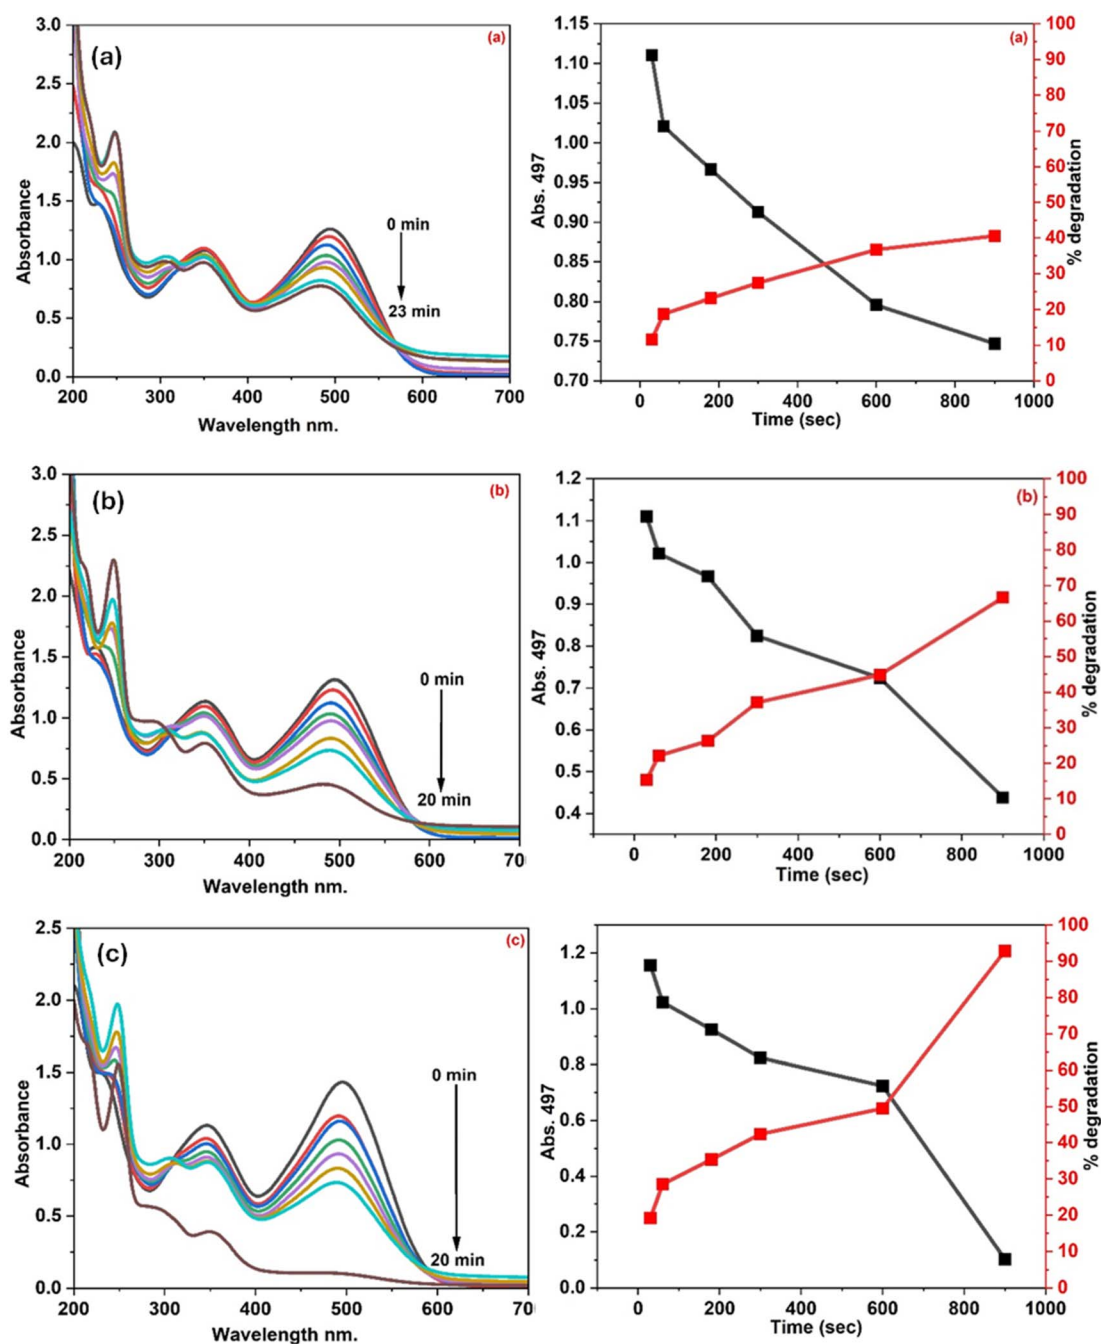 (a)
(a)
3.0
2.5
2.0
1.5
1.0
0.5
0.0
Absorbance
0 min
23 min
200 300 400 500 600 700
Wavelength nm.
(a)
1.15
1.10
1.05
1.00
0.95
0.90
0.85
0.80
0.75
0.70
Abs. 497
100
90
80
70
60
50
40
30
20
10
0
% degradation
0 200 400 600 800 1000
Time (sec)
(b)
(b)
3.0
2.5
2.0
1.5
1.0
0.5
0.0
Absorbance
0 min
20 min
200 300 400 500 600 70
Wavelength nm.
(b)
1.2
1.1
1.0
0.9
0.8
0.7
0.6
0.5
0.4
Abs. 497
100
90
80
70
60
50
40
30
20
10
0
% degradation
0 200 400 600 800 1000
Time (sec)
(c)
(c)
2.5
2.0
1.5
1.0
0.5
0.0
Absorbance
0 min
20 min
200 300 400 500 600 70
Wavelength nm.
1.2
1.0
0.8
0.6
0.4
0.2
0.0
Abs. 497
100
90
80
70
60
50
40
30
20
10
0
% degradation
0 200 400 600 800 1000
Time (sec)